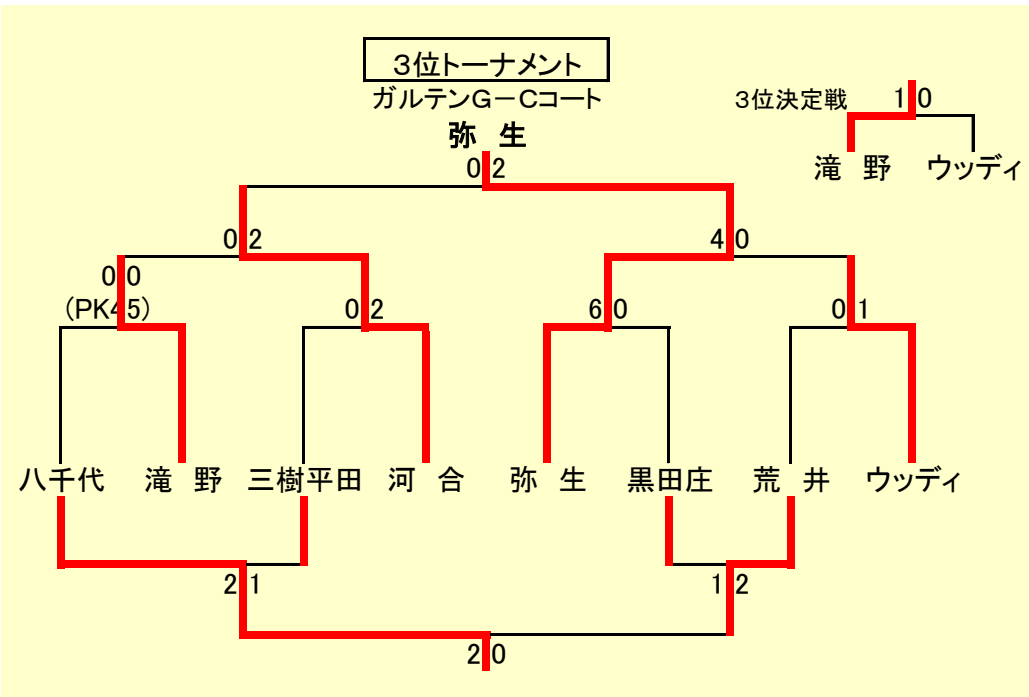 ３位トーナメント
ガルテンＧ－Ｃコート
３位決定戦 1 0
弥 生
滝 野 ウッディ
0 2
0 2 4 0
0 0
(PK4 5) 0 2 6 0 0 1
八千代 滝 野 三樹平田 河 合 弥 生 黒田庄 荒 井 ウッディ
2 1 1 2
2 0